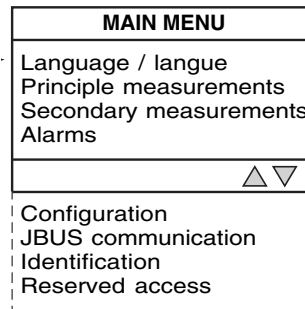 MAIN MENU
Language / langue
Principle measurements
Secondary measurements
Alarms
Configuration
JBUS communication
Identification
Reserved access